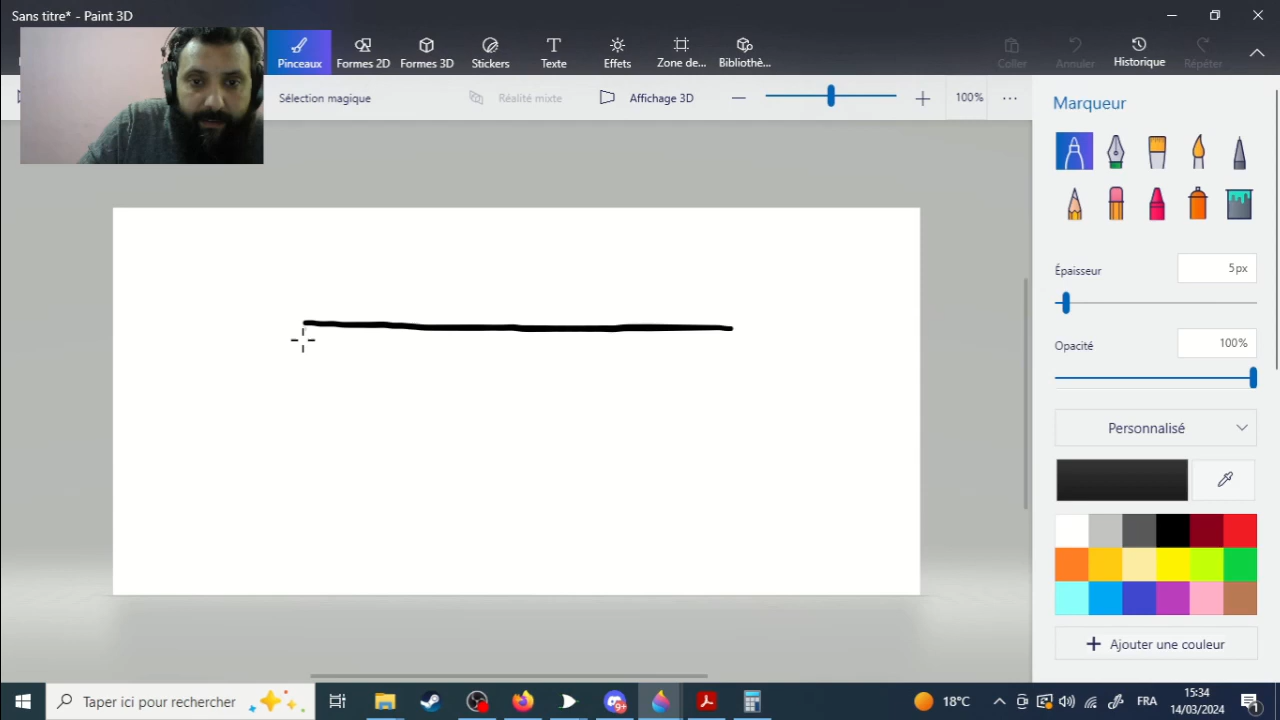 Sans titre* - Paint 3D
Pinceaux
Formes 2D
Formes 3D
Stickers
Texte
Effets
Zone de...
Bibliothè...
Coller
Annuler
Historique
Répéter
Sélection magique
Réalité mixte
Affichage 3D
100%
Marqueur
Épaisseur
5px
Opacité
100%
Personnalisé
Ajouter une couleur
Taper ici pour rechercher
9+
18°C
FRA
15:34
14/03/2024
1